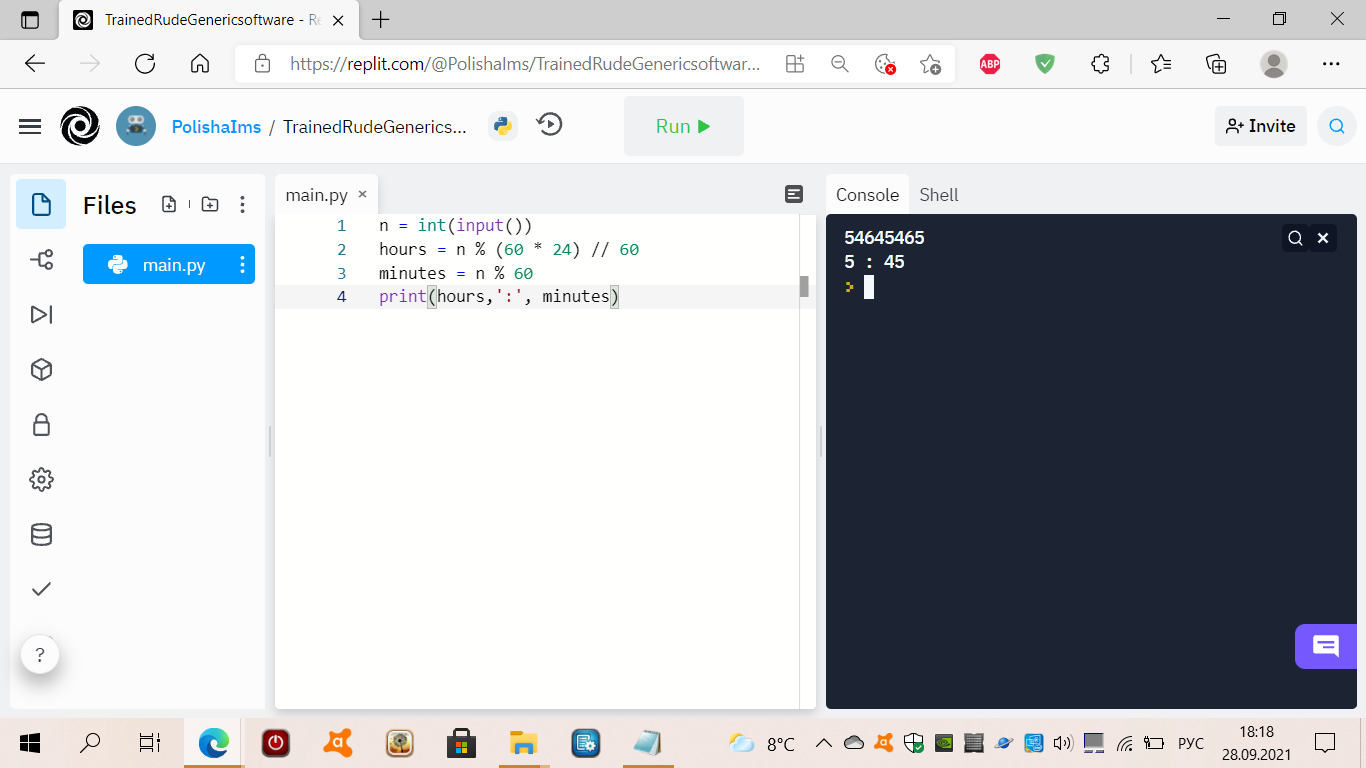 TrainedRudeGenericsoftware - Re
https://replit.com/@PolishaIms/TrainedRudeGenericsoftwar...
ABP
PolishaIms / TrainedRudeGenerics...
Run
Invite
Files
main.py
main.py ×
1 n = int(input())
2 hours = n % (60 * 24) // 60
3 minutes = n % 60
4 print(hours,':', minutes)
Console
Shell
54645465
5 : 45
?
8°C
РУС
18:18
28.09.2021